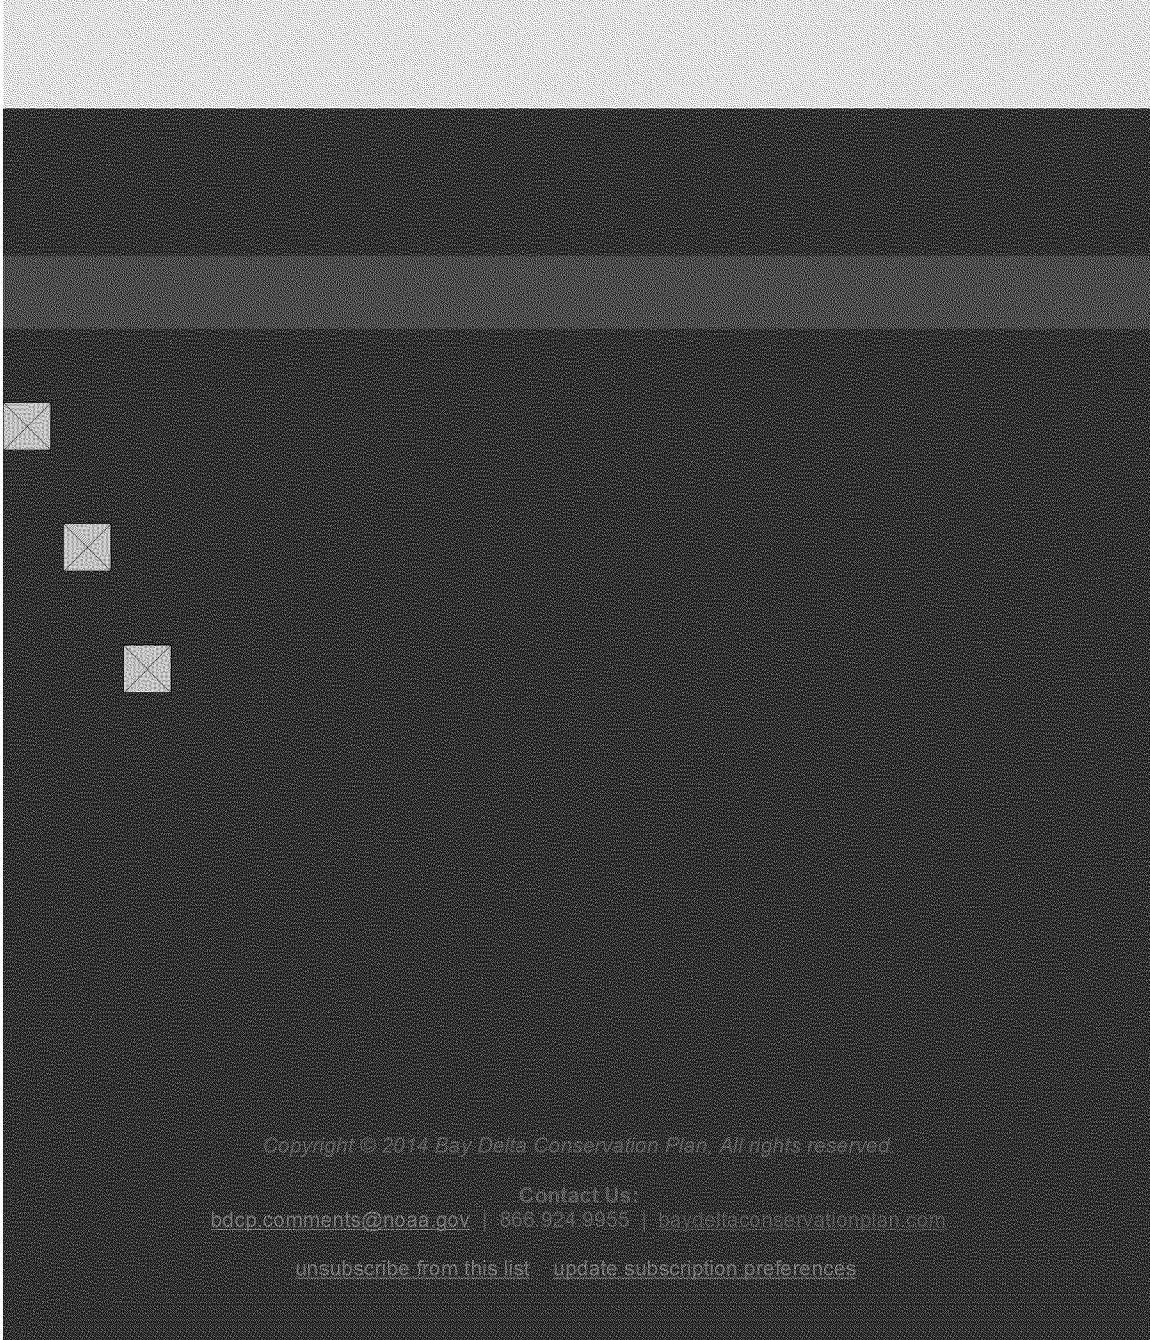 Copyright © 2014 Bay Delta Conservation Plan, All rights reserved.
Contact Us:
bdcp.comments@noaa.gov | 866.924.9955 | baydeltaconservationplan.com
unsubscribe from this list update subscription preferences